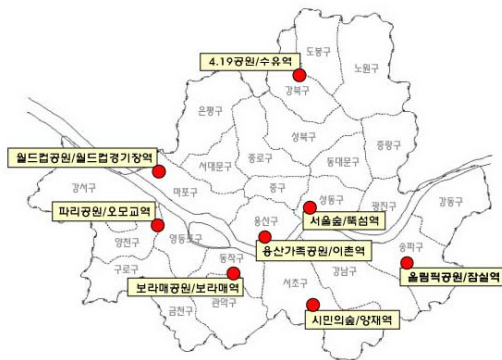 도봉구
4.19공원/수유역
노원구
강북구
은평구
성북구
중랑구
월드컵공원/월드컵경기장역
서대문구
종로구
동대문구
강서구
마포구
중구
성동구
광진구
강동구
파리공원/오목교역
서울숲/뚝섬역
용산구
양천구
영등포구
용산가족공원/이촌역
송파구
동작구
구로구
강남구
올림픽공원/잠실역
보라매공원/보라매역
서초구
관악구
금천구
시민의숲/양재역